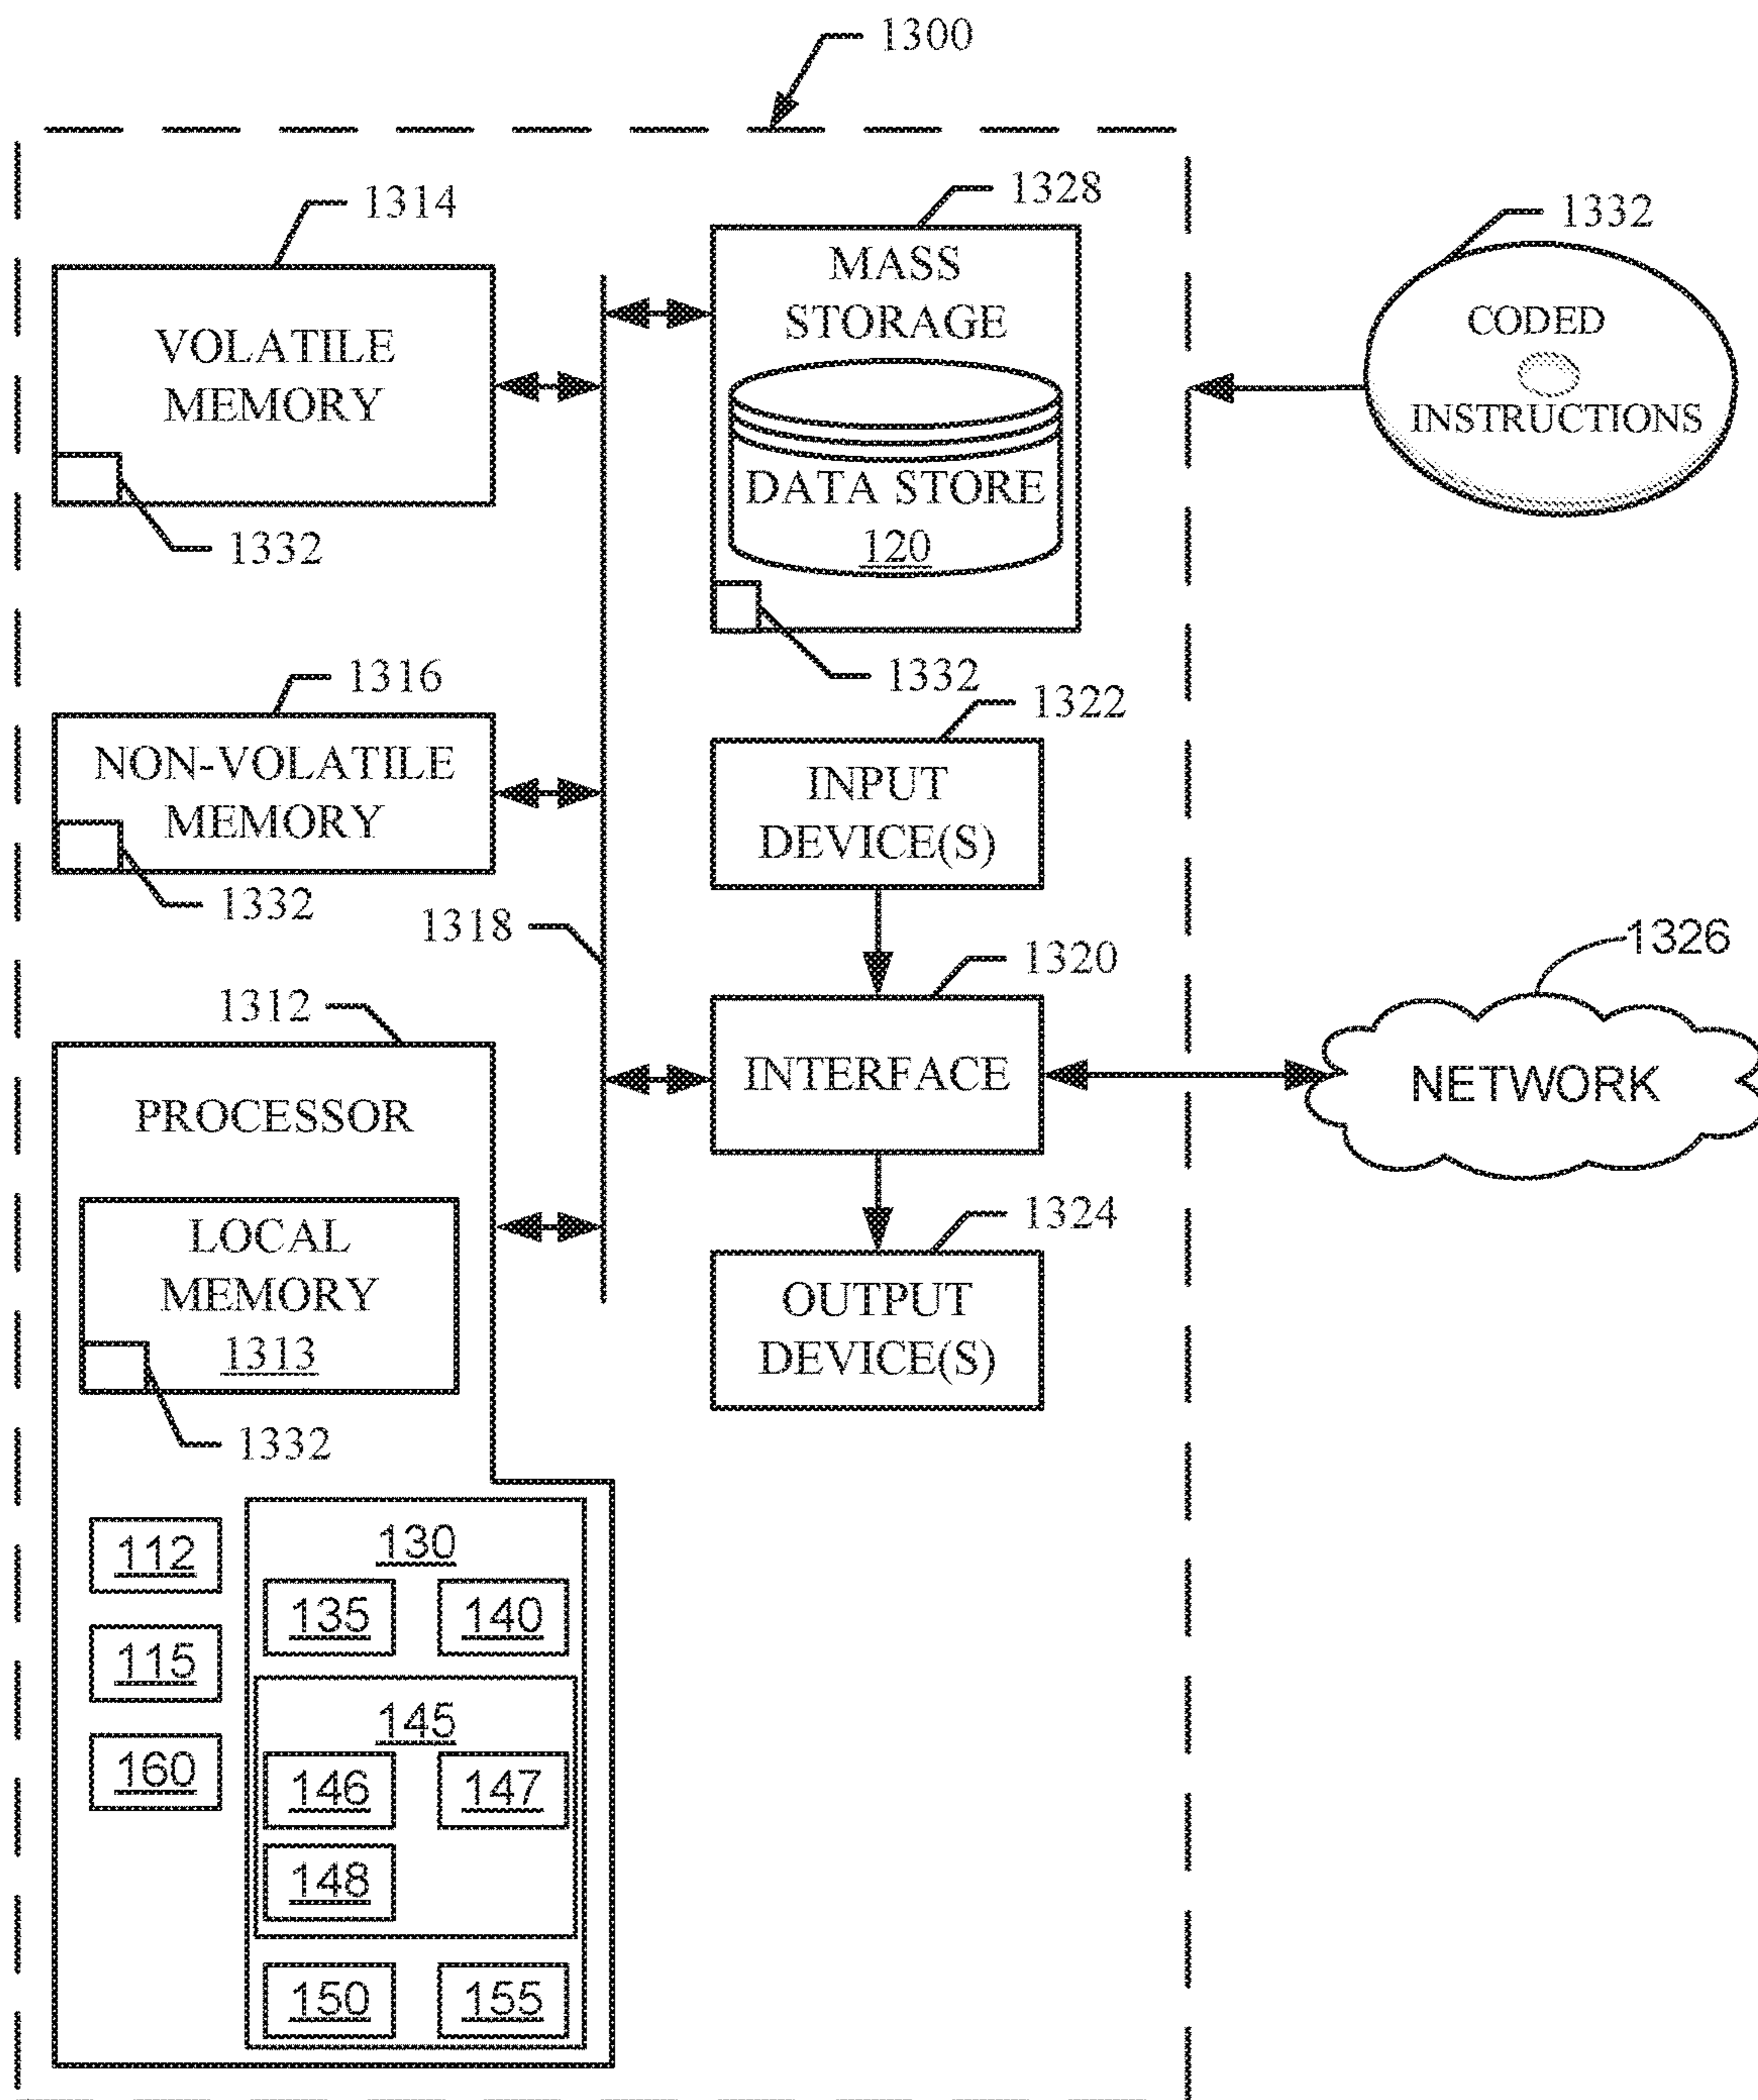 1300
1314
VOLATILE
MEMORY
1332
1328
MASS
STORAGE
DATA STORE
120
1332
1332
CODED
INSTRUCTIONS
1316
NON-VOLATILE
MEMORY
1332
1318
1322
INPUT
DEVICE(S)
1320
INTERFACE
1326
NETWORK
1324
OUTPUT
DEVICE(S)
1312
PROCESSOR
LOCAL
MEMORY
1313
1332
112
115
160
130
135 140
145
146 147
148
150 155